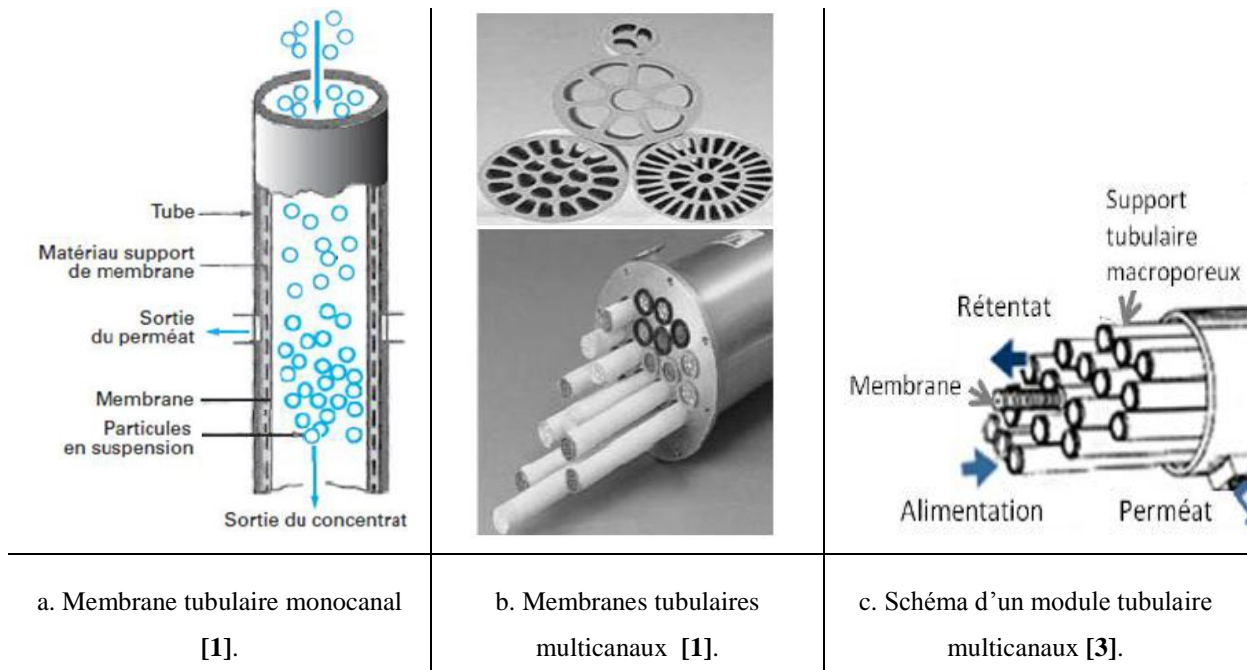 Tube
Matériau support
de membrane
Sortie
du perméat
Membrane
Particules
en suspension
Sortie du concentrat
Support
tubulaire
macroporeux
Rétentat
Membrane
Alimentation
Perméat
a. Membrane tubulaire monocanal
[1].
b. Membranes tubulaires
multicanaux [1].
c. Schéma d’un module tubulaire
multicanaux [3].